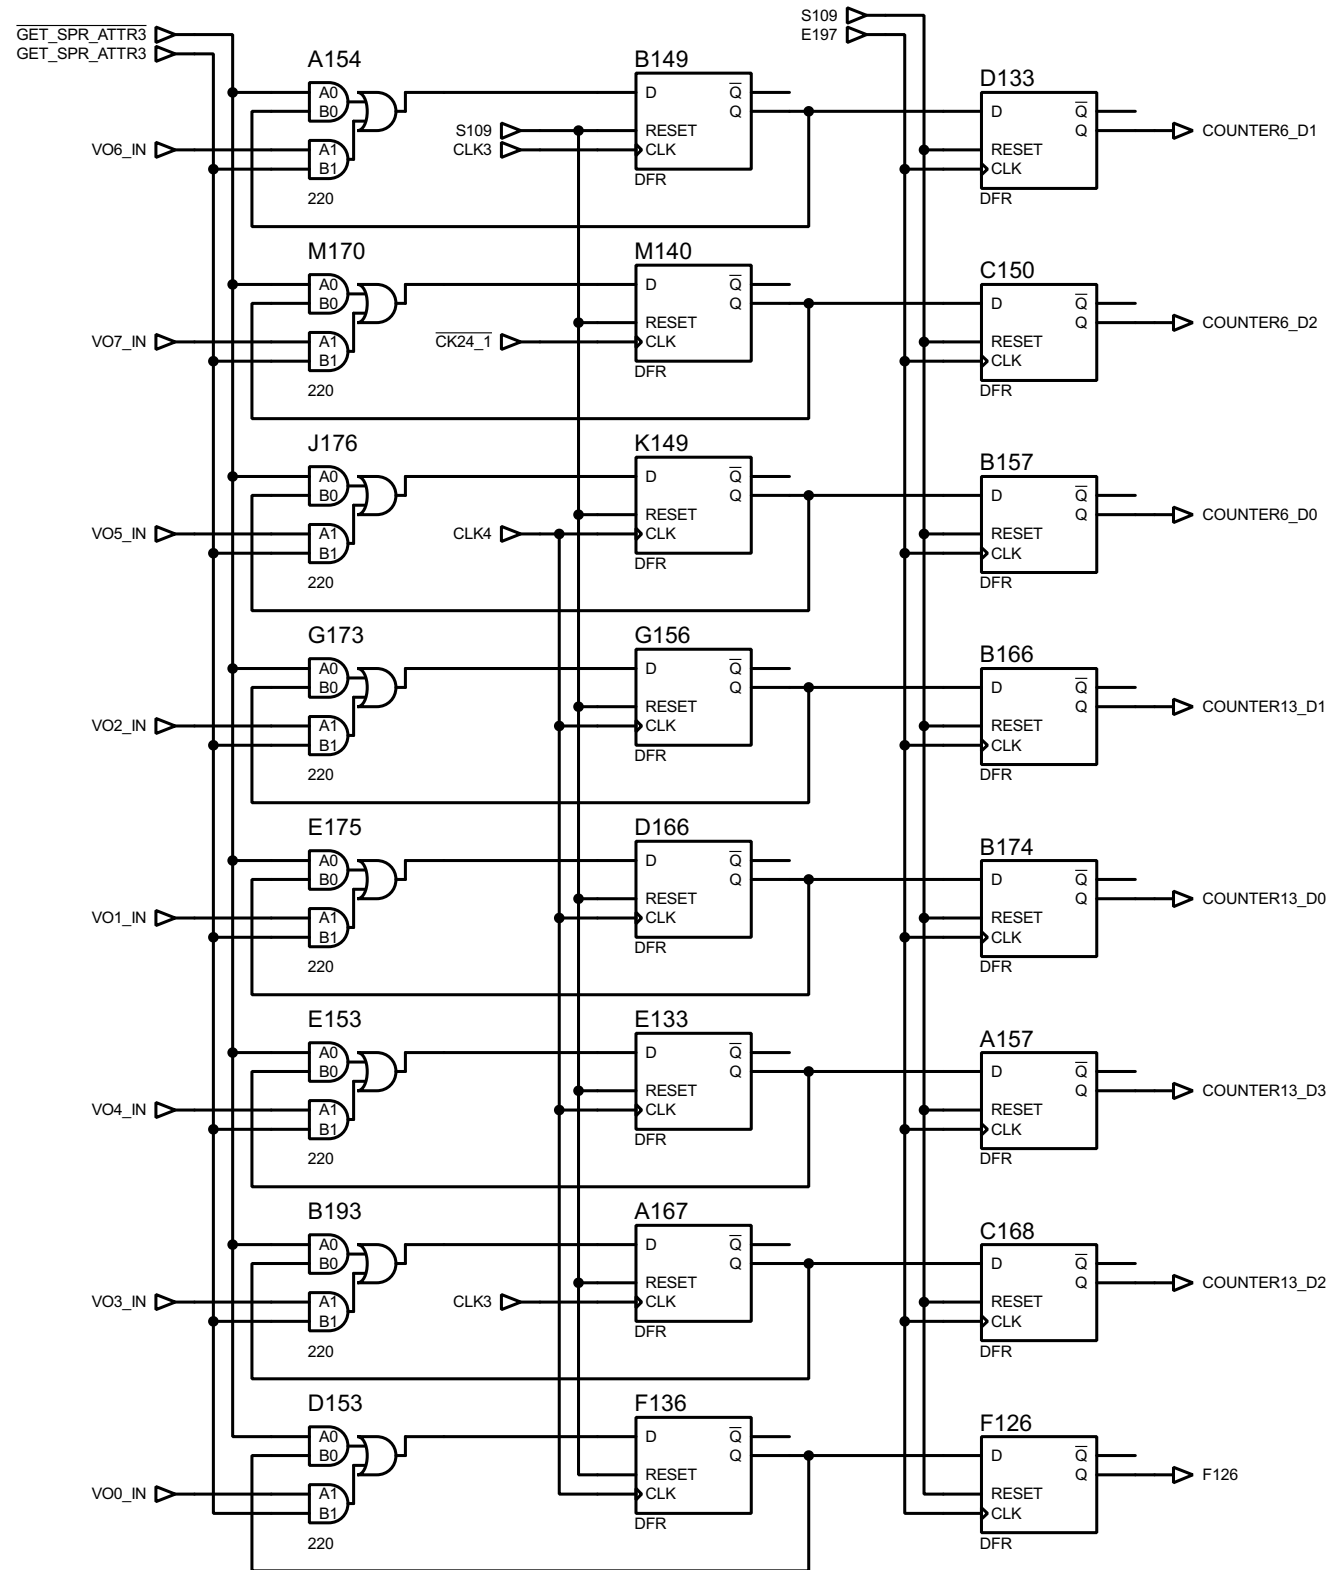 S109
E197
GET_SPR_ATTR3
GET_SPR_ATTR3
A154
A0
B0
A1
B1
220
VO6_IN
B149
D
Q
Q
RESET
CLK
DFR
S109
CLK3
D133
D
Q
Q
RESET
CLK
DFR
COUNTER6_D1
M170
A0
B0
A1
B1
220
VO7_IN
M140
D
Q
Q
RESET
CLK
DFR
CK24_1
C150
D
Q
Q
RESET
CLK
DFR
COUNTER6_D2
J176
A0
B0
A1
B1
220
VO5_IN
K149
D
Q
Q
RESET
CLK
DFR
CLK4
B157
D
Q
Q
RESET
CLK
DFR
COUNTER6_D0
G173
A0
B0
A1
B1
220
VO2_IN
G156
D
Q
Q
RESET
CLK
DFR
B166
D
Q
Q
RESET
CLK
DFR
COUNTER13_D1
E175
A0
B0
A1
B1
220
VO1_IN
D166
D
Q
Q
RESET
CLK
DFR
B174
D
Q
Q
RESET
CLK
DFR
COUNTER13_D0
E153
A0
B0
A1
B1
220
VO4_IN
E133
D
Q
Q
RESET
CLK
DFR
A157
D
Q
Q
RESET
CLK
DFR
COUNTER13_D3
B193
A0
B0
A1
B1
220
VO3_IN
A167
D
Q
Q
RESET
CLK
DFR
CLK3
C168
D
Q
Q
RESET
CLK
DFR
COUNTER13_D2
D153
A0
B0
A1
B1
220
VO0_IN
F136
D
Q
Q
RESET
CLK
DFR
F126
D
Q
Q
RESET
CLK
DFR
F126